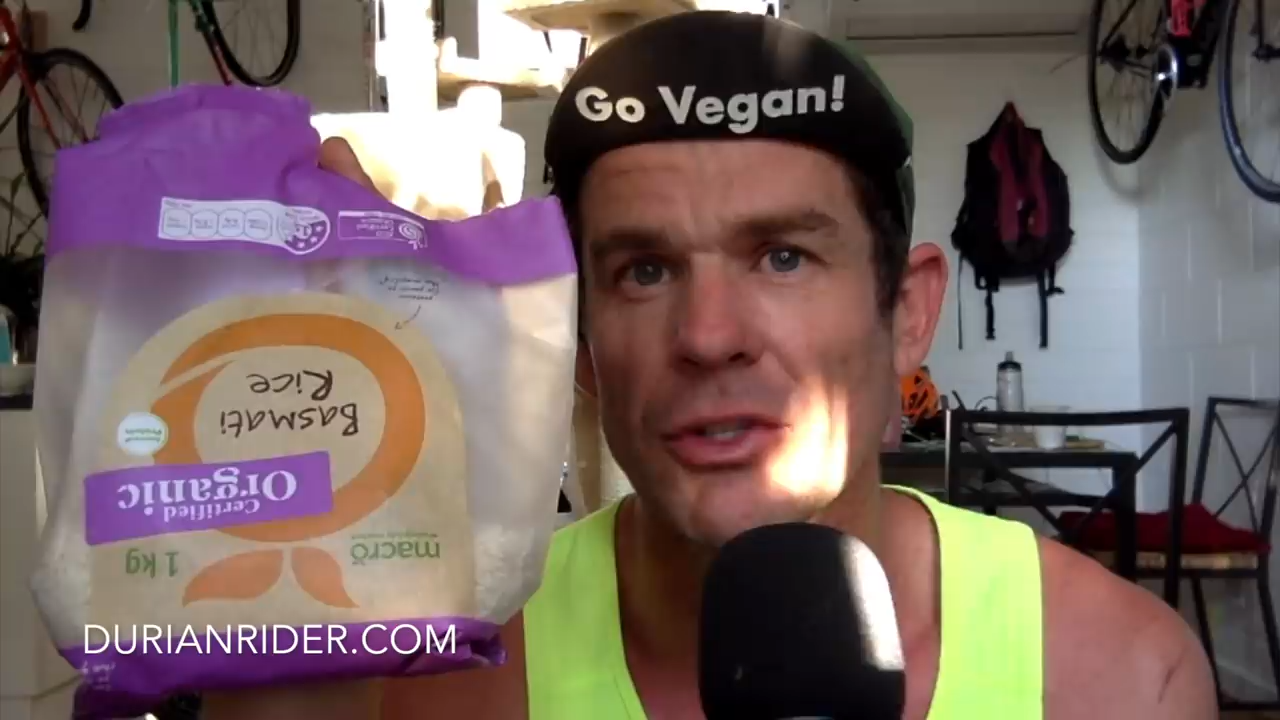 Go Vegan!
Basmati
Rice
Certified
Organic
macro
1 kg
DURIANRIDER.COM